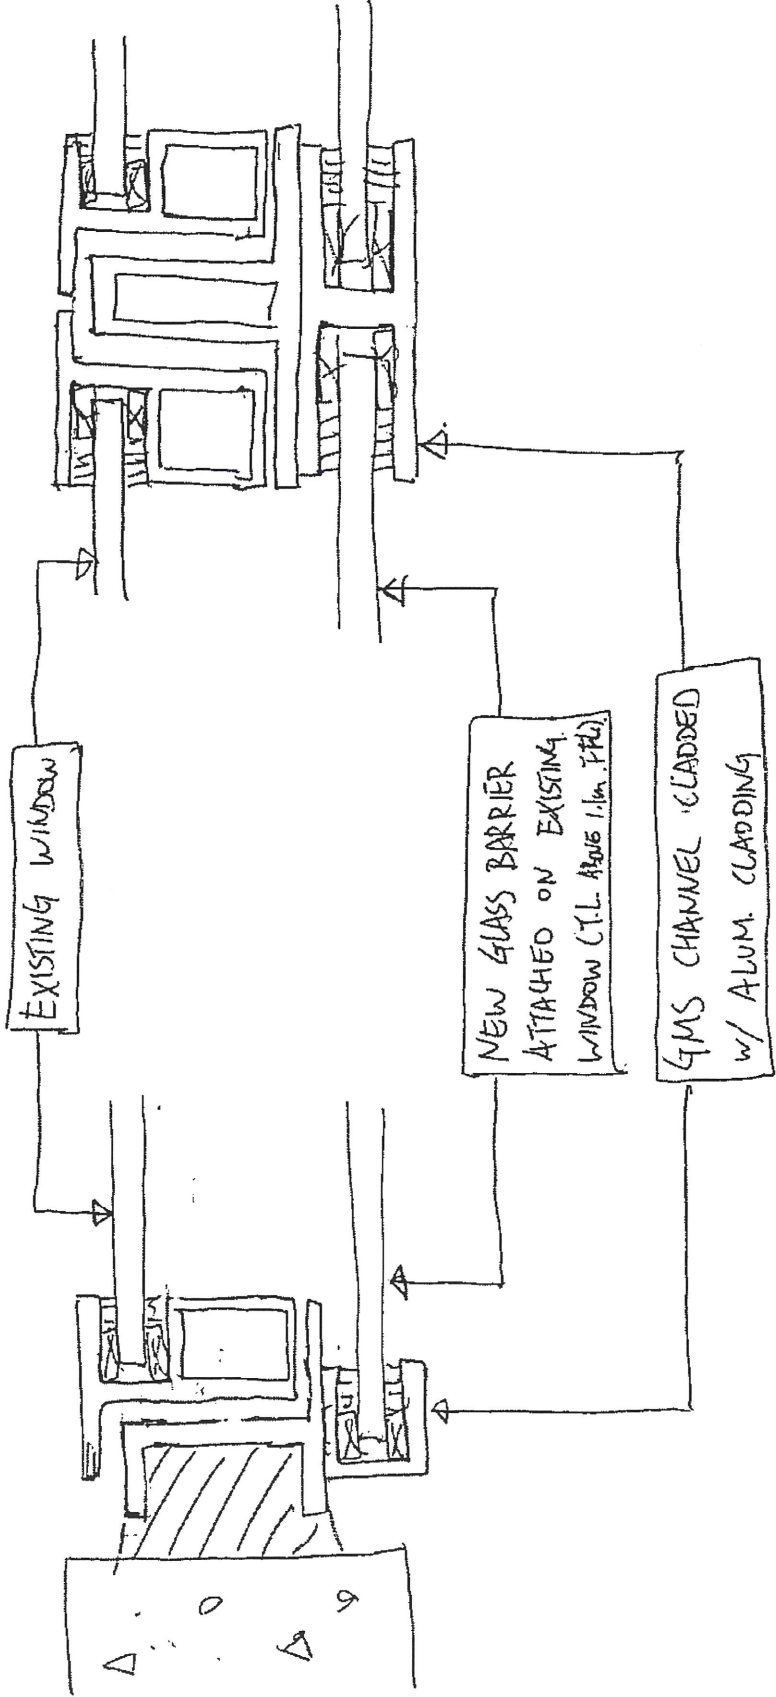 EXISTING WINDOW
NEW GLASS BARRIER
ATTACHED ON EXISTING
WINDOW (T.L. ABOVE 1.1m FFL)
GMS CHANNEL CLADDED
W/ ALUM. CLADDING